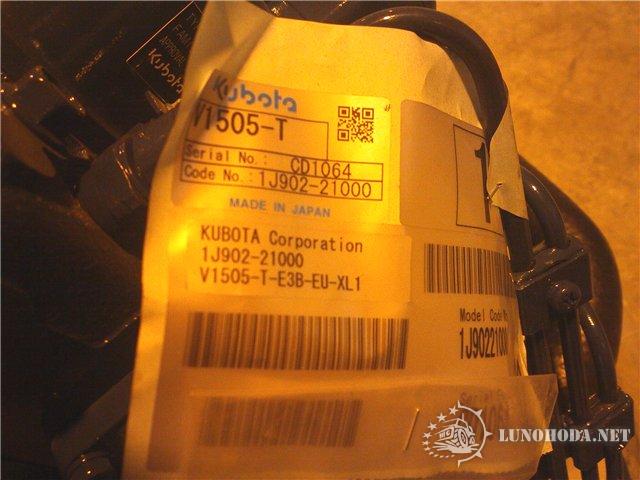 Kubota
Kubota
V1505-T
Serial No.: CD1064
Code No.: 1J902-21000
MADE IN JAPAN
KUBOTA Corporation
1J902-21000
V1505-T-E3B-EU-XL1
1
Model Code
1J90221000
LUNOHODA.NET